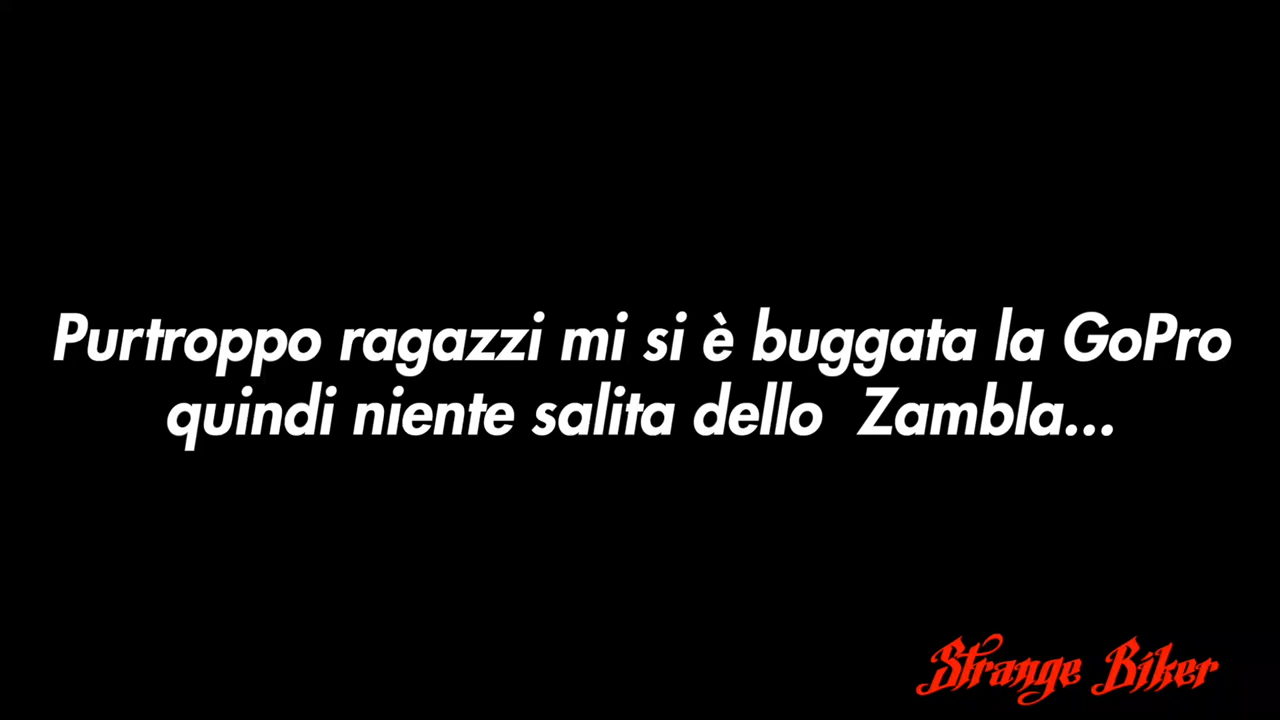 Purtroppo ragazzi mi si è buggata la GoPro
quindi niente salita dello  Zambla...
Strange Biker